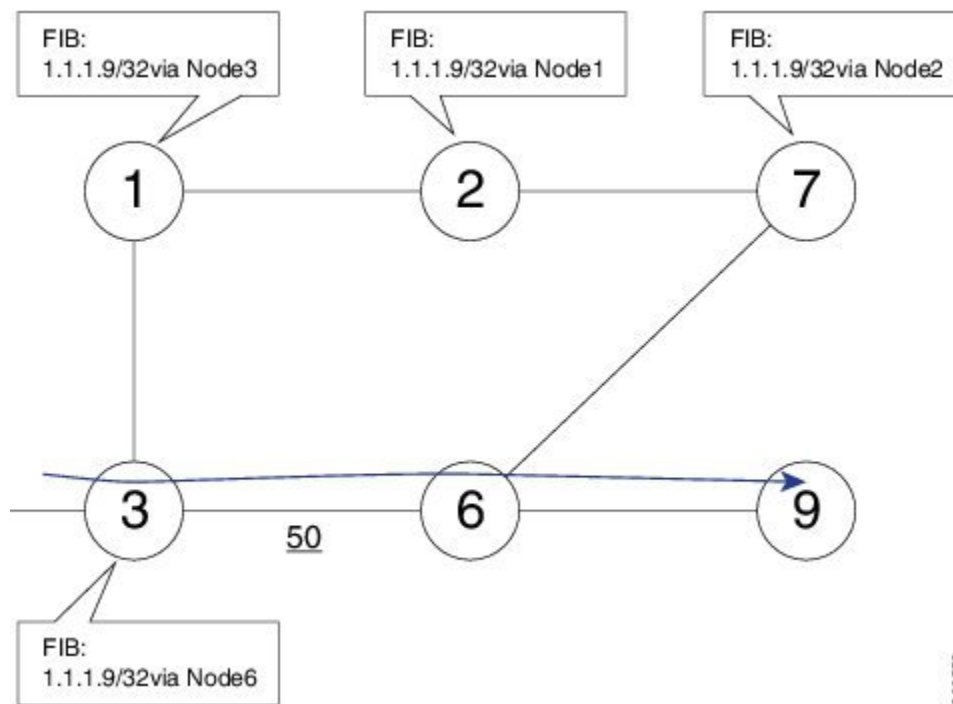 FIB:
1.1.1.9/32via Node3
FIB:
1.1.1.9/32via Node1
FIB:
1.1.1.9/32via Node2
1
2
7
3
6
9
50
FIB:
1.1.1.9/32via Node6